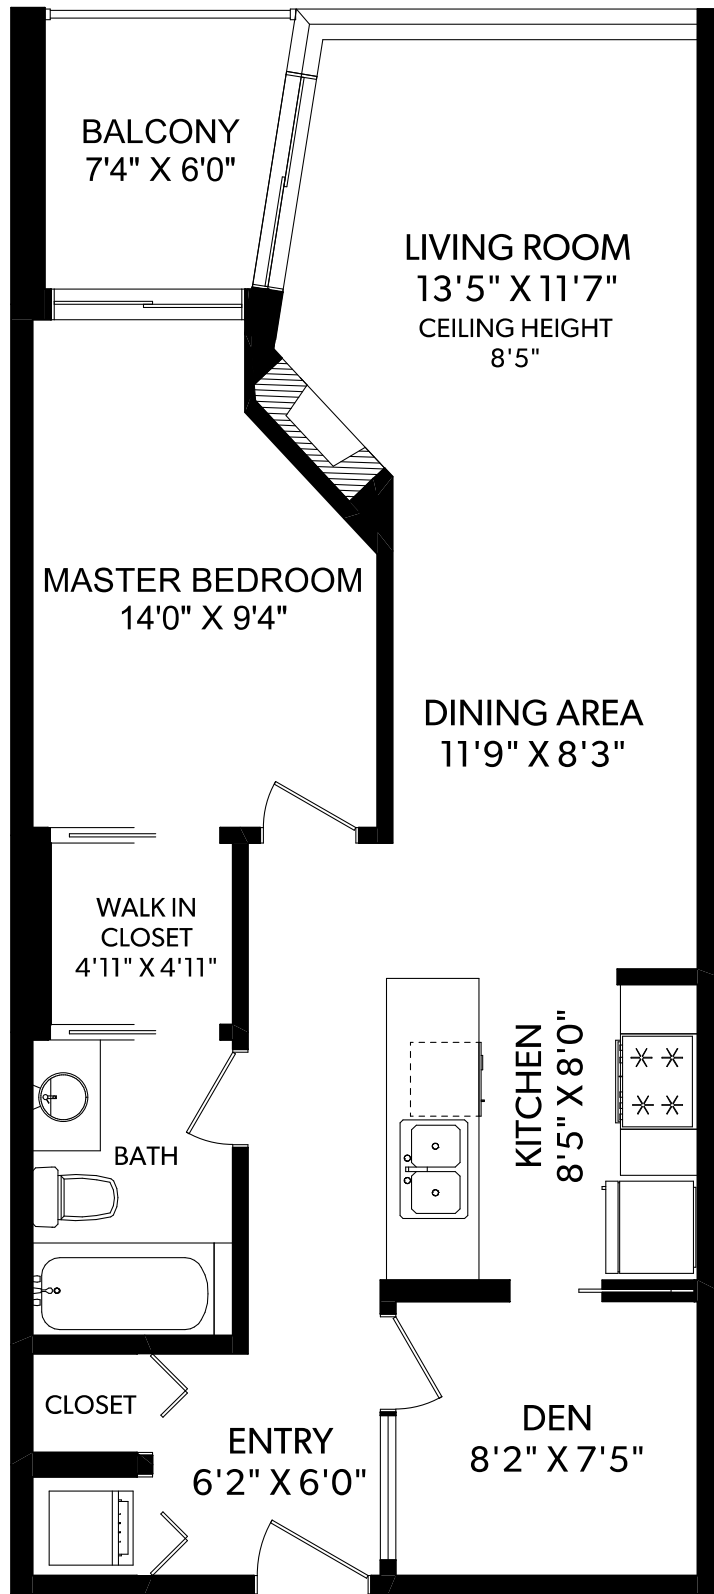 BALCONY
7'4" X 6'0"
LIVING ROOM
13'5" X 11'7"
CEILING HEIGHT
8'5"
MASTER BEDROOM
14'0" X 9'4"
DINING AREA
11'9" X 8'3"
WALK IN
CLOSET
4'11" X 4'11"
KITCHEN
8'5" X 8'0"
BATH
CLOSET
ENTRY
6'2" X 6'0"
DEN
8'2" X 7'5"